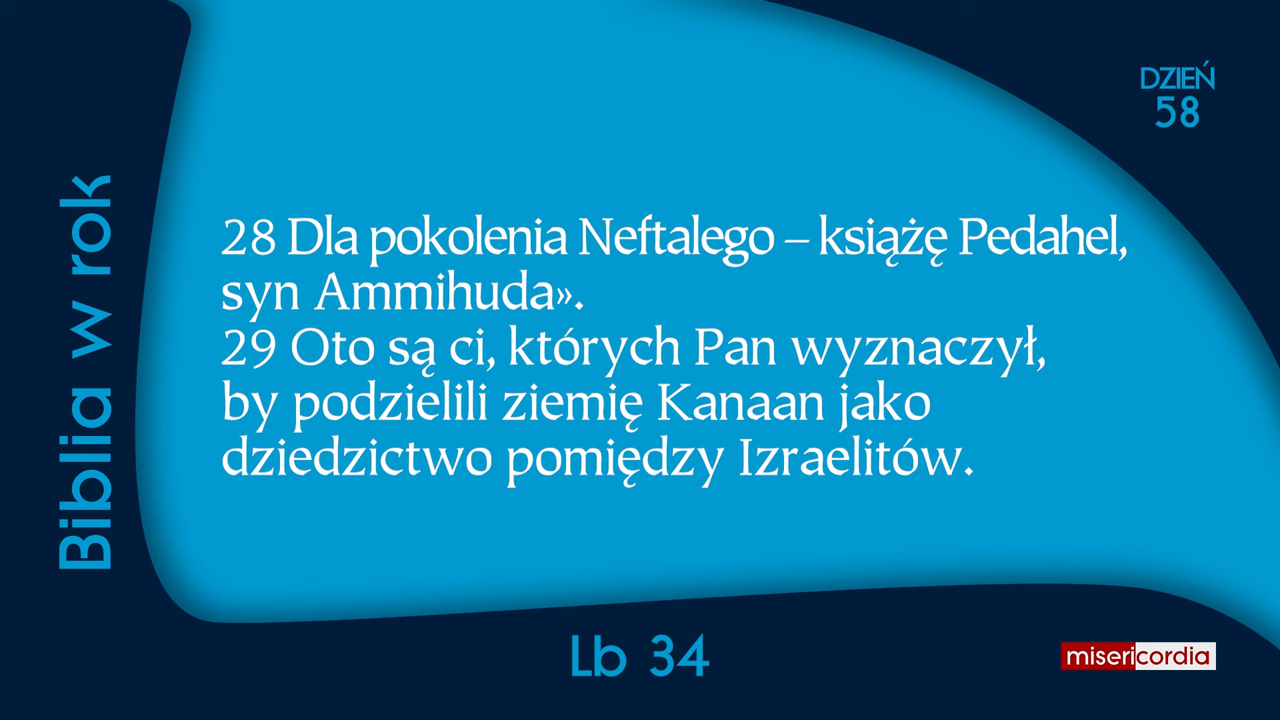 DZIEŃ
58
Biblia w rok
28 Dla pokolenia Neftalego – książę Pedahel,
syn Ammihuda».
29 Oto są ci, których Pan wyznaczył,
by podzielili ziemię Kanaan jako
dziedzictwo pomiędzy Izraelitów.
Lb 34
misericordia